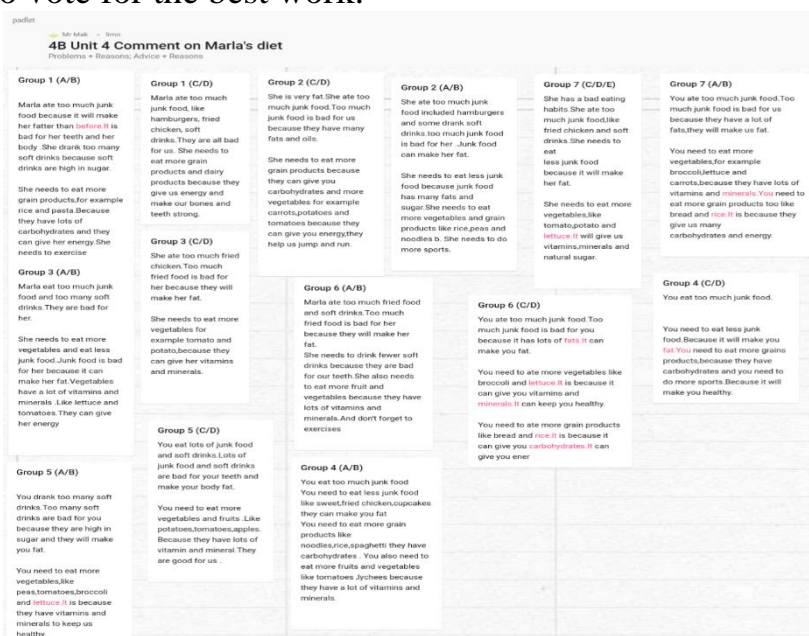 to vote for the best work.
padlet
Mr Mak • 9mo
4B Unit 4 Comment on Marla's diet
Problems + Reasons; Advice + Reasons
Group 1 (A/B)
Marla ate too much junk
food because it will make
her fatter than before.It is
bad for her teeth and her
body .She drank too many
soft drinks because soft
drinks are high in sugar.
She needs to eat more
grain products,for example
rice and pasta.Because
they have lots of
carbohydrates and they
can give her energy.She
needs to exercise
Group 3 (A/B)
Marla eat too much junk
food and too many soft
drinks.They are bad for
her.
She needs to eat more
vegetables and eat less
junk food.Junk food is bad
for her because it can
make her fat.Vegetables
have a lot of vitamins and
minerals .Like lettuce and
tomatoes.They can give
her energy
Group 5 (A/B)
You drank too many soft
drinks.Too many soft
drinks are bad for you
because they are high in
sugar and they will make
you fat.
You need to eat more
vegetables,like
peas,tomatoes,broccoli
and lettuce.It is because
they have vitamins and
minerals to keep us
healthy
Group 1 (C/D)
Marla ate too much
junk food, like
hamburgers, fried
chicken, soft
drinks.They are all bad
for us. She needs to
eat more grain
products and dairy
products because they
give us energy and
make our bones and
teeth strong.
Group 3 (C/D)
She ate too much fried
chicken.Too much
fried food is bad for
her because they will
make her fat.
She needs to eat more
vegetables for
example tomato and
potato,because they
can give her vitamins
and minerals.
Group 5 (C/D)
You eat lots of junk food
and soft drinks.Lots of
junk food and soft drinks
are bad for your teeth and
make your body fat.
You need to eat more
vegetables and fruits .Like
potatoes,tomatoes,apples.
Because they have lots of
vitamin and mineral.They
are good for us .
Group 2 (C/D)
She is very fat.She ate too
much junk food.Too much
junk food is bad for us
because they have many
fats and oils.
She needs to eat more
grain products because
they can give you
carbohydrates and more
vegetables for example
carrots,potatoes and
tomatoes because they
can give you energy,they
help us jump and run.
Group 2 (A/B)
She ate too much junk
food included hamburgers
and some drank soft
drinks.too much junk food
is bad for her .Junk food
can make her fat.
She needs to eat less junk
food because junk food
has many fats and
sugar.She needs to eat
more vegetables and grain
products like rice,peas and
noodles b. She needs to do
more sports.
Group 6 (A/B)
Marla ate too much fried food
and soft drinks. Too much
fried food is bad for her
because they will make her
fat.
She needs to drink fewer soft
drinks because they are bad
for our teeth.She also needs
to eat more fruit and
vegetables because they have
lots of vitamins and
minerals.And don't forget to
exercises
Group 4 (A/B)
You eat too much junk food
You need to eat less junk food
like sweet,fried chicken,cupcakes
they can make you fat
You need to eat more grain
products like
noodles,rice,spaghetti they have
carbohydrates . You also need to
eat more fruits and vegetables
like tomatoes ,lychees because
they have a lot of vitamins and
minerals.
Group 7 (C/D/E)
She has a bad eating
habits.She ate too
much junk food,like
fried chicken and soft
drinks.She needs to
eat
less junk food
because it will make
her fat.
She needs to eat more
vegetables,like
tomato,potato and
lettuce.It will give us
vitamins,minerals and
natural sugar.
Group 7 (A/B)
You ate too much junk food.Too
much junk food is bad for us
because they have a lot of
fats,they will make us fat.
You need to eat more
vegetables,for example
broccoli,lettuce and
carrots,because they have lots of
vitamins and minerals.You need to
eat more grain products too like
bread and rice.It is because they
give us many
carbohydrates and energy.
Group 6 (C/D)
You ate too much junk food.Too
much junk food is bad for you
because it has lots of fats.It can
make you fat.
You need to ate more vegetables like
broccoli and lettuce.It is because it
can give you vitamins and
minerals.It can keep you healthy.
You need to ate more grain products
like bread and rice.It is because it
can give you carbohydrates.It can
give you ener
Group 4 (C/D)
You eat too much junk food.
You need to eat less junk
food.Because it will make you
fat.You need to eat more grains
products,because they have
carbohydrates and you need to
do more sports.Because it will
make you healthy.